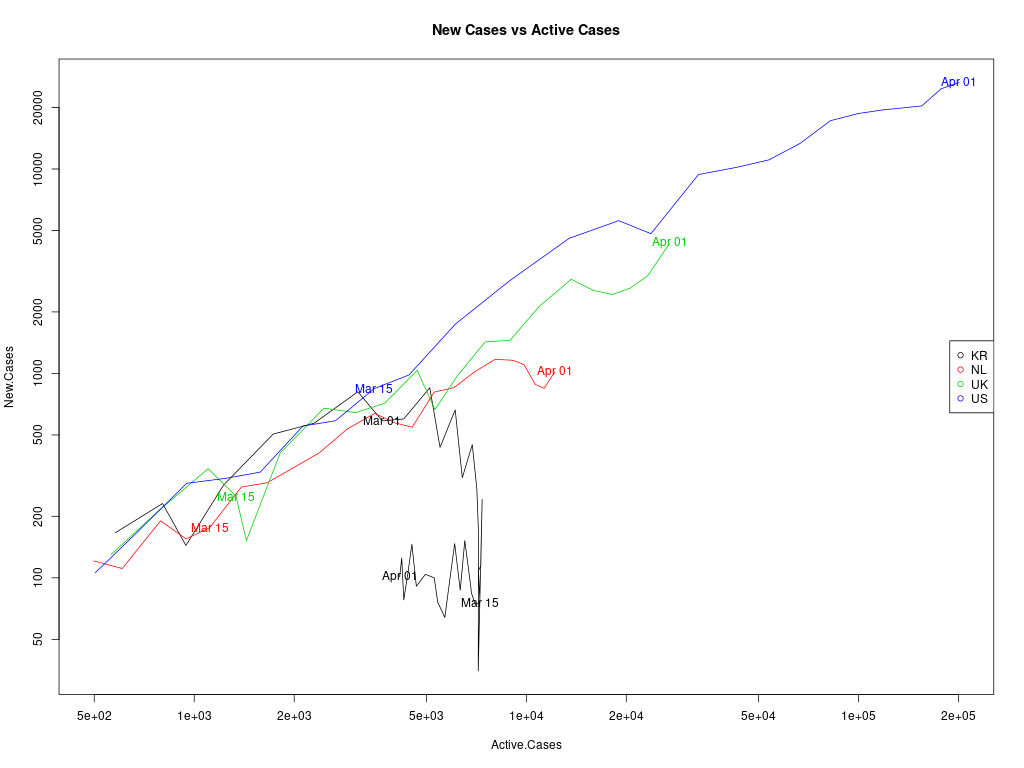 New Cases vs Active Cases
New.Cases
20000
10000
5000
2000
1000
500
200
100
50
Apr 01
Apr 01
Apr 01
Mar 15
Mar 01
Mar 15
Mar 15
Apr 01
Mar 15
KR
NL
UK
US
5e+02 1e+03 2e+03 5e+03 1e+04 2e+04 5e+04 1e+05 2e+05
Active.Cases